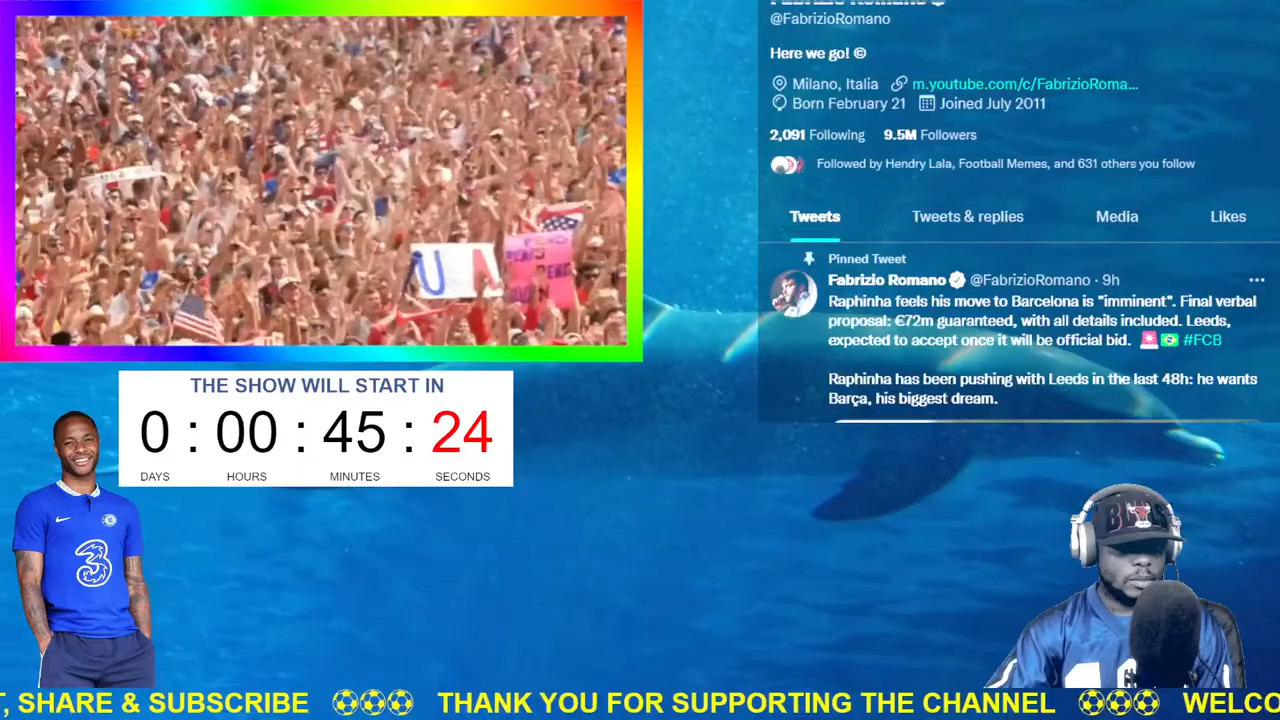 Fabrizio Romano
@FabrizioRomano
Here we go! ©
Milano, Italia m.youtube.com/c/FabrizioRoma...
Born February 21 Joined July 2011
2,091 Following 9.5M Followers
Followed by Hendry Lala, Football Memes, and 631 others you follow
Tweets Tweets & replies Media Likes
Pinned Tweet
Fabrizio Romano @FabrizioRomano · 9h
Raphinha feels his move to Barcelona is "imminent". Final verbal
proposal: €72m guaranteed, with all details included. Leeds,
expected to accept once it will be official bid. #FCB
Raphinha has been pushing with Leeds in the last 48h: he wants
Barça, his biggest dream.
U
THE SHOW WILL START IN
0 : 00 : 45 : 24
DAYS HOURS MINUTES SECONDS
3
BULLS
T, SHARE & SUBSCRIBE THANK YOU FOR SUPPORTING THE CHANNEL WELCO